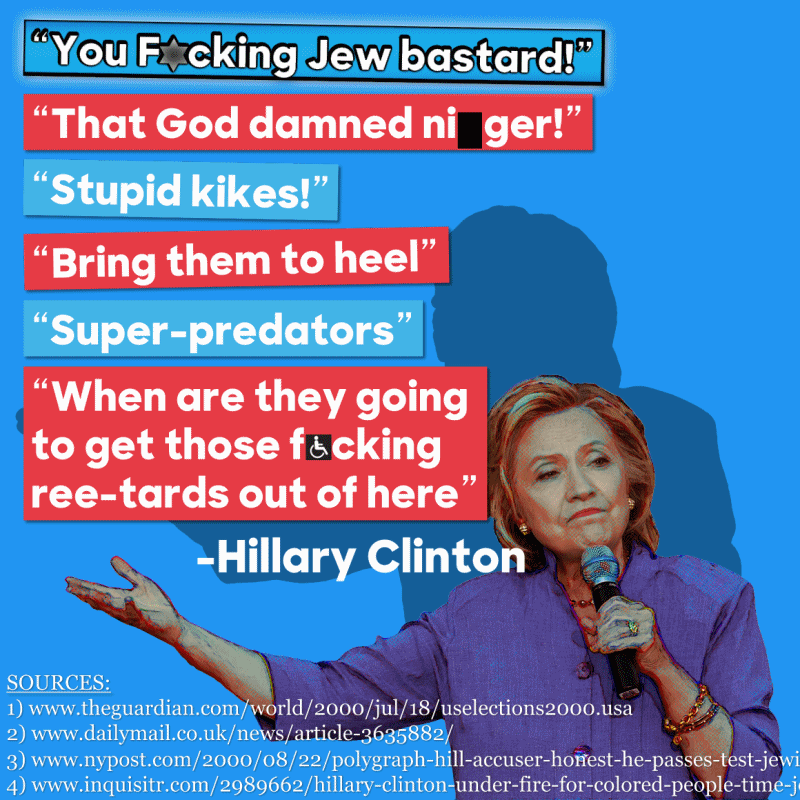 “You F✡cking Jew bastard!”
“That God damned ni█ger!”
“Stupid kikes!”
“Bring them to heel”
“Super-predators”
“When are they going
to get those f♿cking
ree-tards out of here”
-Hillary Clinton
SOURCES:
1) www.theguardian.com/world/2000/jul/18/uselections2000.usa
2) www.dailymail.co.uk/news/article-3635882/
3) www.nypost.com/2000/08/22/polygraph-hill-accuser-honest-he-passes-test-jewi
4) www.inquisitr.com/2989662/hillary-clinton-under-fire-for-colored-people-time-j